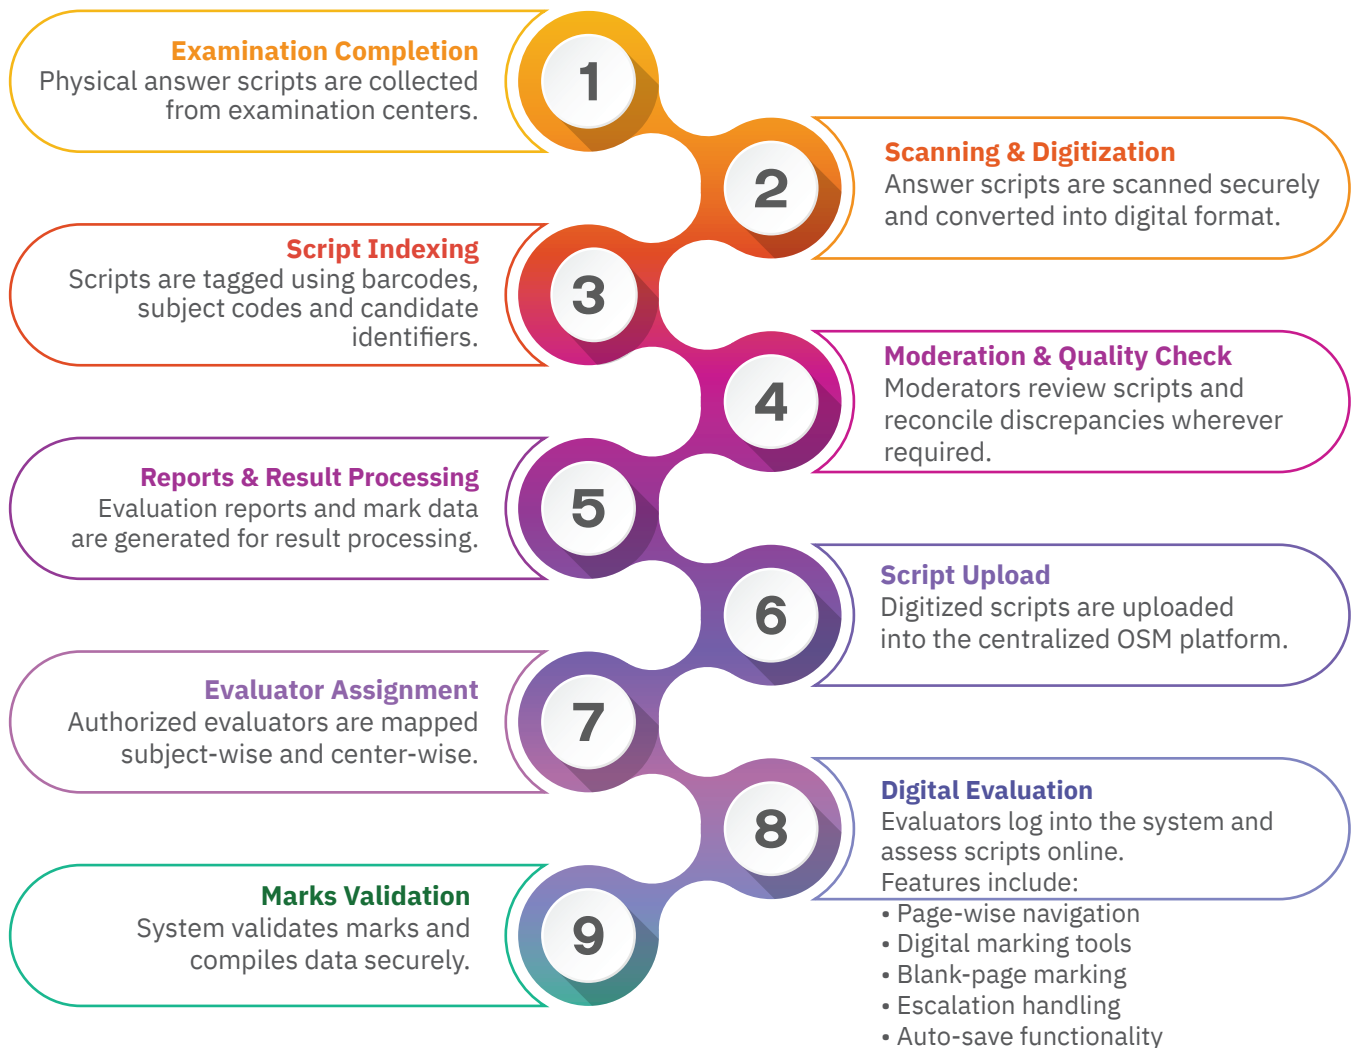 Examination Completion
Physical answer scripts are collected
from examination centers.
1
2
Scanning & Digitization
Answer scripts are scanned securely
and converted into digital format.
Script Indexing
Scripts are tagged using barcodes,
subject codes and candidate
identifiers.
3
4
Moderation & Quality Check
Moderators review scripts and
reconcile discrepancies wherever
required.
Reports & Result Processing
Evaluation reports and mark data
are generated for result processing.
5
6
Script Upload
Digitized scripts are uploaded
into the centralized OSM platform.
Evaluator Assignment
Authorized evaluators are mapped
subject-wise and center-wise.
7
8
Digital Evaluation
Evaluators log into the system and
assess scripts online.
Features include:
• Page-wise navigation
• Digital marking tools
• Blank-page marking
• Escalation handling
• Auto-save functionality
Marks Validation
System validates marks and
compiles data securely.
9